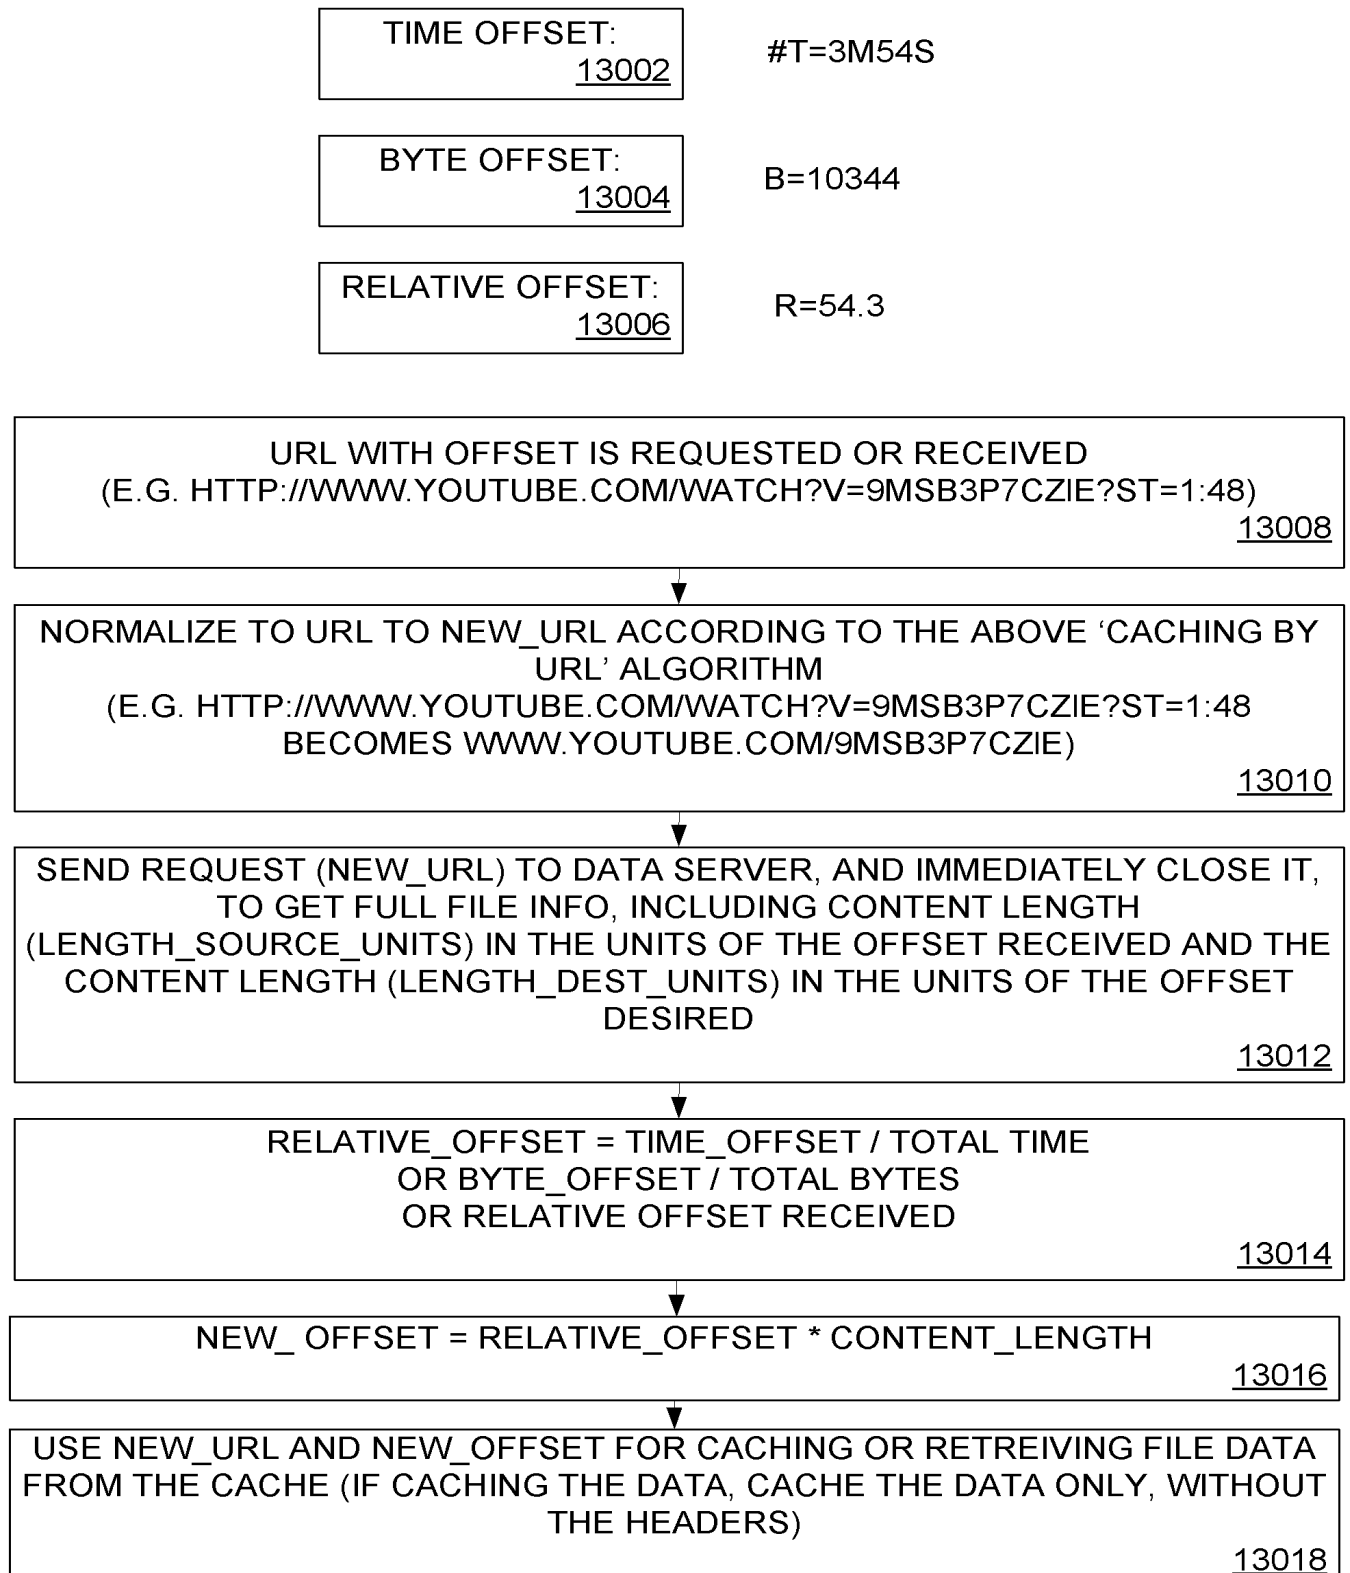 TIME OFFSET:
13002
#T=3M54S
BYTE OFFSET:
13004
B=10344
RELATIVE OFFSET:
13006
R=54.3
URL WITH OFFSET IS REQUESTED OR RECEIVED
(E.G. HTTP://WWW.YOUTUBE.COM/WATCH?V=9MSB3P7CZIE?ST=1:48)
13008
NORMALIZE TO URL TO NEW_URL ACCORDING TO THE ABOVE ‘CACHING BY
URL’ ALGORITHM
(E.G. HTTP://WWW.YOUTUBE.COM/WATCH?V=9MSB3P7CZIE?ST=1:48
BECOMES WWW.YOUTUBE.COM/9MSB3P7CZIE)
13010
SEND REQUEST (NEW_URL) TO DATA SERVER, AND IMMEDIATELY CLOSE IT,
TO GET FULL FILE INFO, INCLUDING CONTENT LENGTH
(LENGTH_SOURCE_UNITS) IN THE UNITS OF THE OFFSET RECEIVED AND THE
CONTENT LENGTH (LENGTH_DEST_UNITS) IN THE UNITS OF THE OFFSET
DESIRED
13012
RELATIVE_OFFSET = TIME_OFFSET / TOTAL TIME
OR BYTE_OFFSET / TOTAL BYTES
OR RELATIVE OFFSET RECEIVED
13014
NEW_ OFFSET = RELATIVE_OFFSET * CONTENT_LENGTH
13016
USE NEW_URL AND NEW_OFFSET FOR CACHING OR RETREIVING FILE DATA
FROM THE CACHE (IF CACHING THE DATA, CACHE THE DATA ONLY, WITHOUT
THE HEADERS)
13018